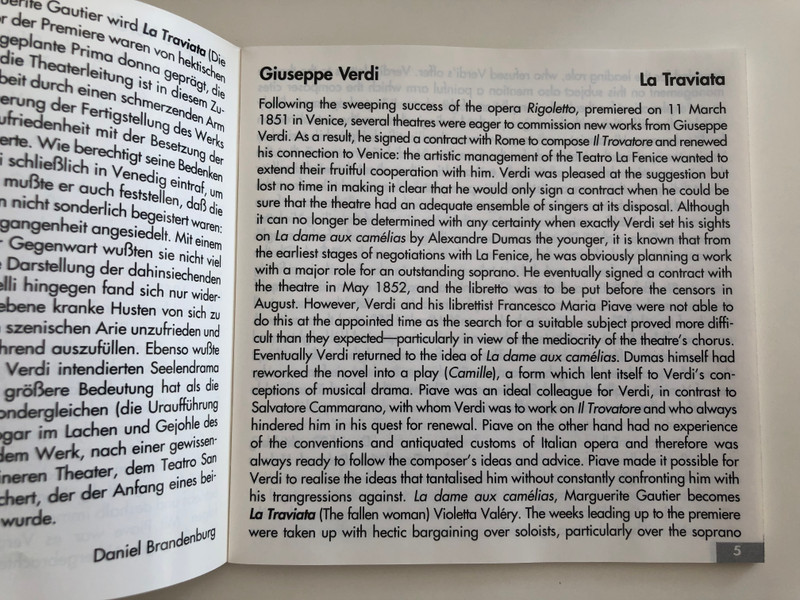 uerite Gautier wird La Traviata (Die
or der Premiere waren von hektischen
geplante Prima donna geprägt, die
die Theaterleitung ist in diesem Zu-
beit durch einen schmerzenden Arm
erung der Fertigstellung des Werks
ufriedenheit mit der Besetzung der
erte. Wie berechtigt seine Bedenken
i schließlich in Venedig eintraf, um
mußte er auch feststellen, daß die
n nicht sonderlich begeistert waren:
rgangenheit angesiedelt. Mit einem
r Gegenwart wußten sie nicht viel
e Darstellung der dahinsiechenden
elli hingegen fand sich nur wider-
ebene kranke Husten von sich zu
n szenischen Arie unzufrieden und
hrend auszufüllen. Ebenso wußte
Verdi intendierten Seelendrama
größere Bedeutung hat als die
ondergleichen (die Uraufführung
ogar im Lachen und Gejohle des
dem Werk, nach einer gewissen-
ineren Theater, dem Teatro San
chert, der der Anfang eines bei-
wurde.
Daniel Brandenburg
Giuseppe Verdi La Traviata
Following the sweeping success of the opera Rigoletto, premiered on 11 March
1851 in Venice, several theatres were eager to commission new works from Giuseppe
Verdi. As a result, he signed a contract with Rome to compose Il Trovatore and renewed
his connection to Venice: the artistic management of the Teatro La Fenice wanted to
extend their fruitful cooperation with him. Verdi was pleased at the suggestion but
lost no time in making it clear that he would only sign a contract when he could be
sure that the theatre had an adequate ensemble of singers at its disposal. Although
it can no longer be determined with any certainty when exactly Verdi set his sights
on La dame aux camélias by Alexandre Dumas the younger, it is known that from
the earliest stages of negotiations with La Fenice, he was obviously planning a work
with a major role for an outstanding soprano. He eventually signed a contract with
the theatre in May 1852, and the libretto was to be put before the censors in
August. However, Verdi and his librettist Francesco Maria Piave were not able to
do this at the appointed time as the search for a suitable subject proved more diffi-
cult than they expected—particularly in view of the mediocrity of the theatre's chorus.
Eventually Verdi returned to the idea of La dame aux camélias. Dumas himself had
reworked the novel into a play (Camille), a form which lent itself to Verdi's con-
ceptions of musical drama. Piave was an ideal colleague for Verdi, in contrast to
Salvatore Cammarano, with whom Verdi was to work on Il Trovatore and who always
hindered him in his quest for renewal. Piave on the other hand had no experience
of the conventions and antiquated customs of Italian opera and therefore was
always ready to follow the composer's ideas and advice. Piave made it possible for
Verdi to realise the ideas that tantalised him without constantly confronting him with
his trangressions against. La dame aux camélias, Marguerite Gautier becomes
La Traviata (The fallen woman) Violetta Valéry. The weeks leading up to the premiere
were taken up with hectic bargaining over soloists, particularly over the soprano
5